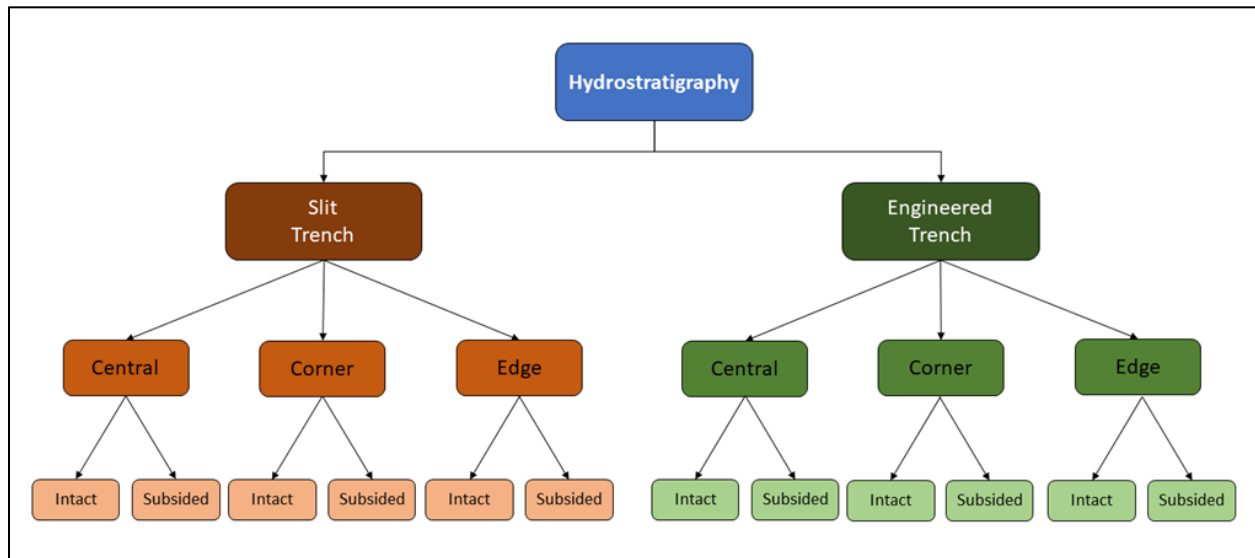 Hydrostratigraphy
Slit
Trench
Engineered
Trench
Central
Corner
Edge
Central
Corner
Edge
Intact
Subsided
Intact
Subsided
Intact
Subsided
Intact
Subsided
Intact
Subsided
Intact
Subsided